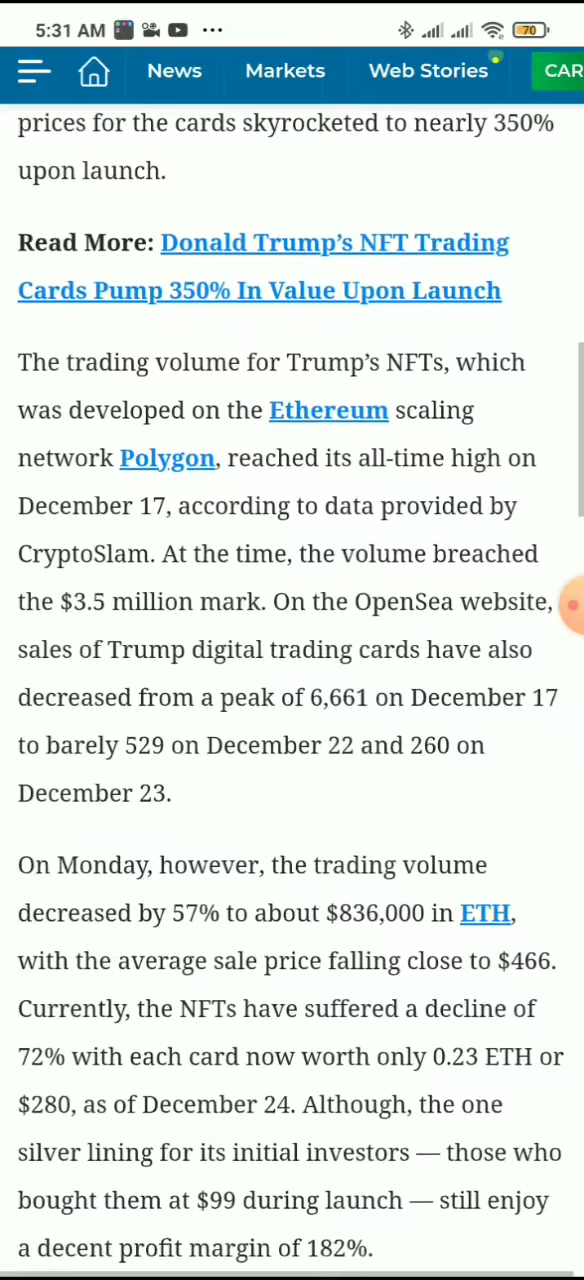 5:31 AM ... 70
News Markets Web Stories CAR
prices for the cards skyrocketed to nearly 350%
upon launch.
Read More: Donald Trump’s NFT Trading
Cards Pump 350% In Value Upon Launch
The trading volume for Trump’s NFTs, which
was developed on the Ethereum scaling
network Polygon, reached its all-time high on
December 17, according to data provided by
CryptoSlam. At the time, the volume breached
the $3.5 million mark. On the OpenSea website,
sales of Trump digital trading cards have also
decreased from a peak of 6,661 on December 17
to barely 529 on December 22 and 260 on
December 23.
On Monday, however, the trading volume
decreased by 57% to about $836,000 in ETH,
with the average sale price falling close to $466.
Currently, the NFTs have suffered a decline of
72% with each card now worth only 0.23 ETH or
$280, as of December 24. Although, the one
silver lining for its initial investors — those who
bought them at $99 during launch — still enjoy
a decent profit margin of 182%.